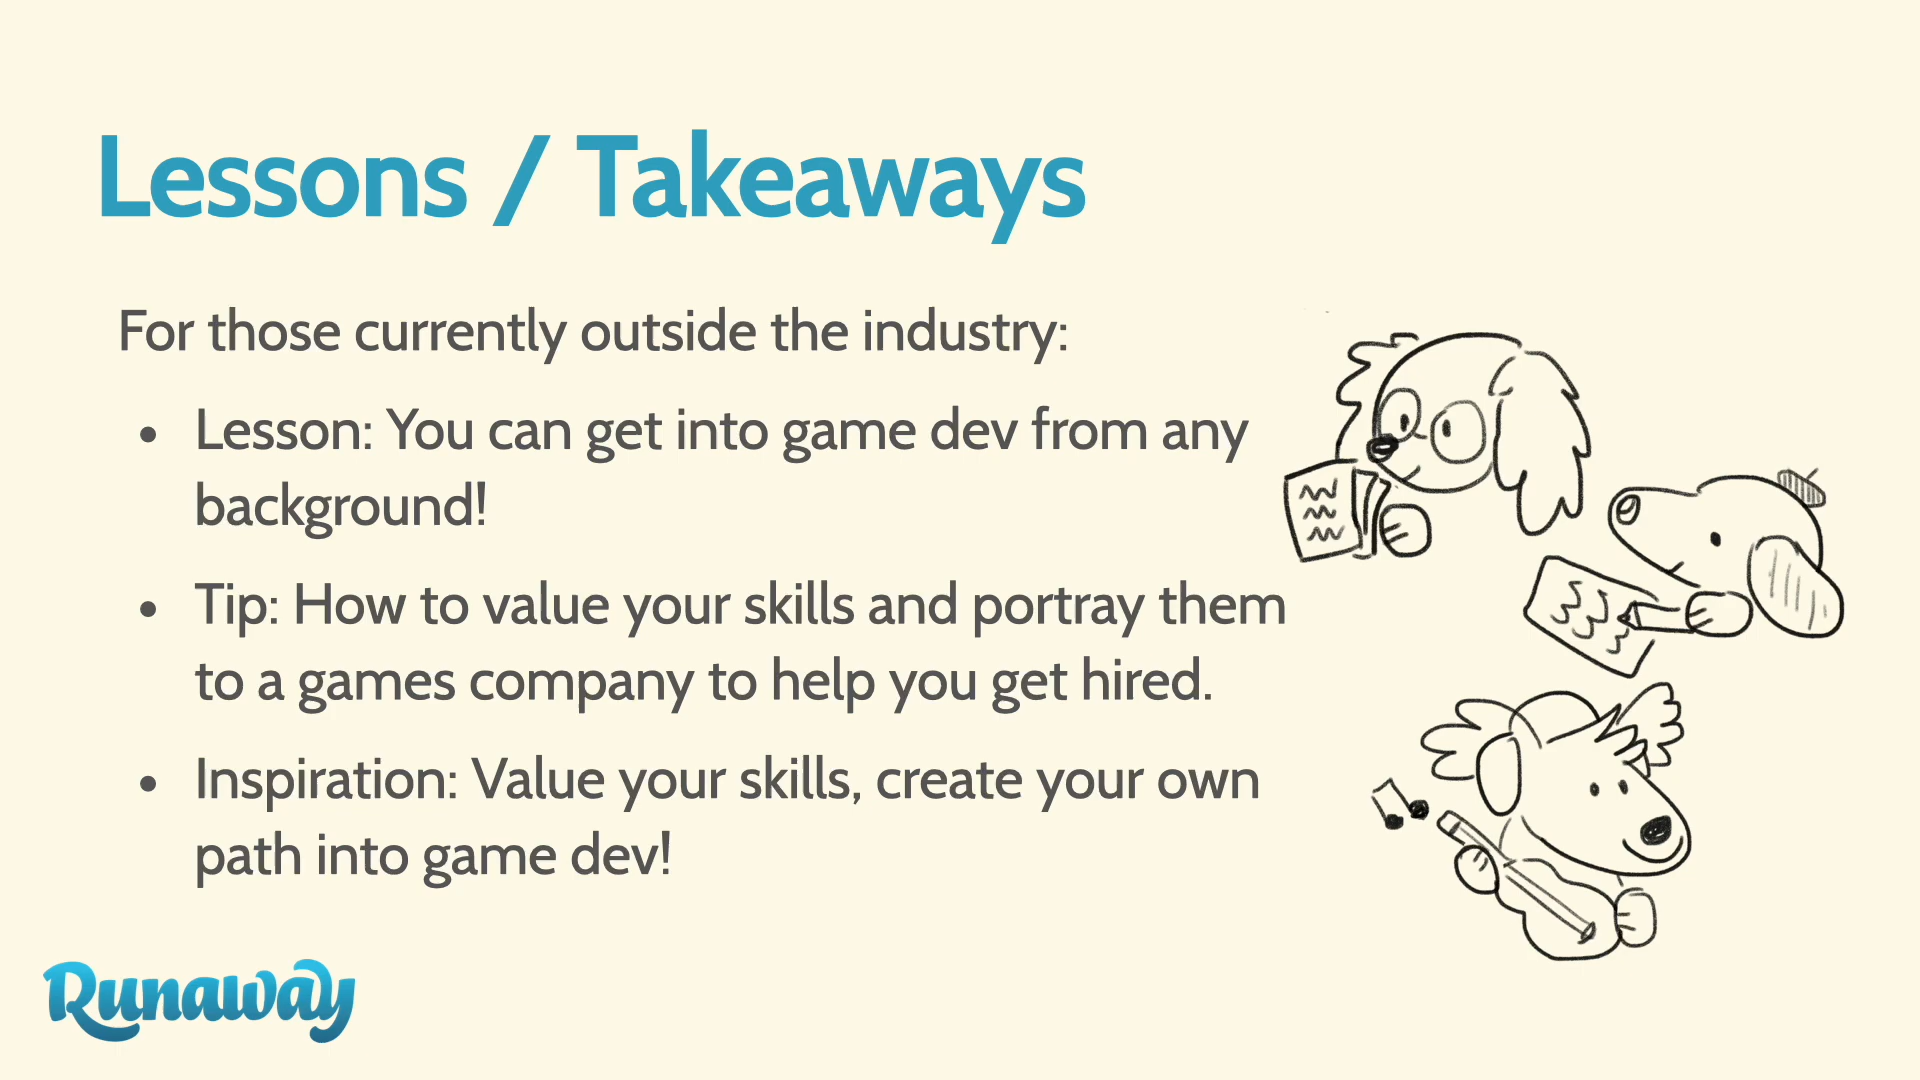 Lessons / Takeaways
For those currently outside the industry:
• Lesson: You can get into game dev from any
background!
• Tip: How to value your skills and portray them
to a games company to help you get hired.
• Inspiration: Value your skills, create your own
path into game dev!
Runaway